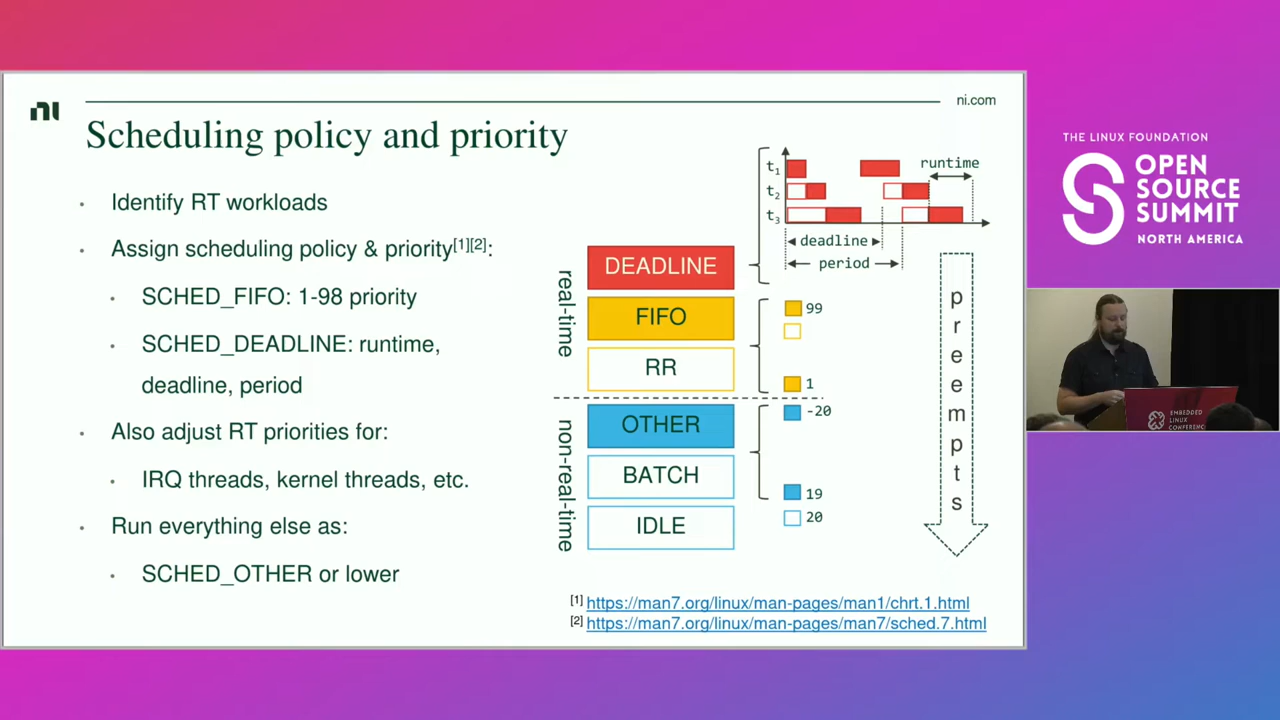 ni
ni.com
Scheduling policy and priority
Identify RT workloads
Assign scheduling policy & priority[1][2]:
SCHED_FIFO: 1-98 priority
SCHED_DEADLINE: runtime,
deadline, period
Also adjust RT priorities for:
IRQ threads, kernel threads, etc.
Run everything else as:
SCHED_OTHER or lower
real-time
non-real-time
DEADLINE
FIFO
RR
OTHER
BATCH
IDLE
t1
t2
t3
runtime
deadline
period
99
1
-20
19
20
preempts
[1] https://man7.org/linux/man-pages/man1/chrt.1.html
[2] https://man7.org/linux/man-pages/man7/sched.7.html
THE LINUX FOUNDATION
OPEN
SOURCE
SUMMIT
NORTH AMERICA
EMBEDDED
LINUX
CONFERENCE